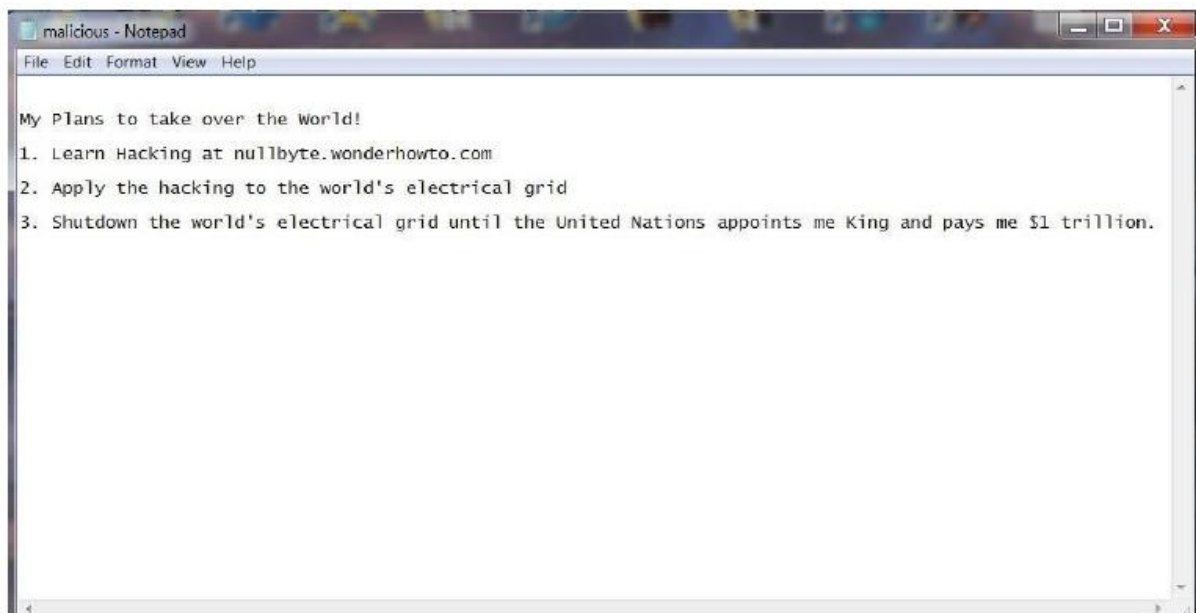 malicious - Notepad
File Edit Format View Help
My Plans to take over the World!
1. Learn Hacking at nullbyte.wonderhowto.com
2. Apply the hacking to the world's electrical grid
3. Shutdown the world's electrical grid until the United Nations appoints me King and pays me $1 trillion.